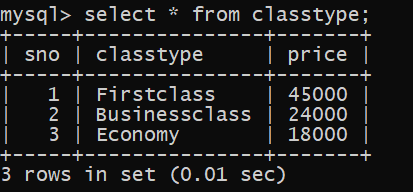 mysql> select * from classtype;
+-----+---------------+-------+
| sno | classtype     | price |
+-----+---------------+-------+
|   1 | Firstclass    | 45000 |
|   2 | Businessclass | 24000 |
|   3 | Economy       | 18000 |
+-----+---------------+-------+
3 rows in set (0.01 sec)